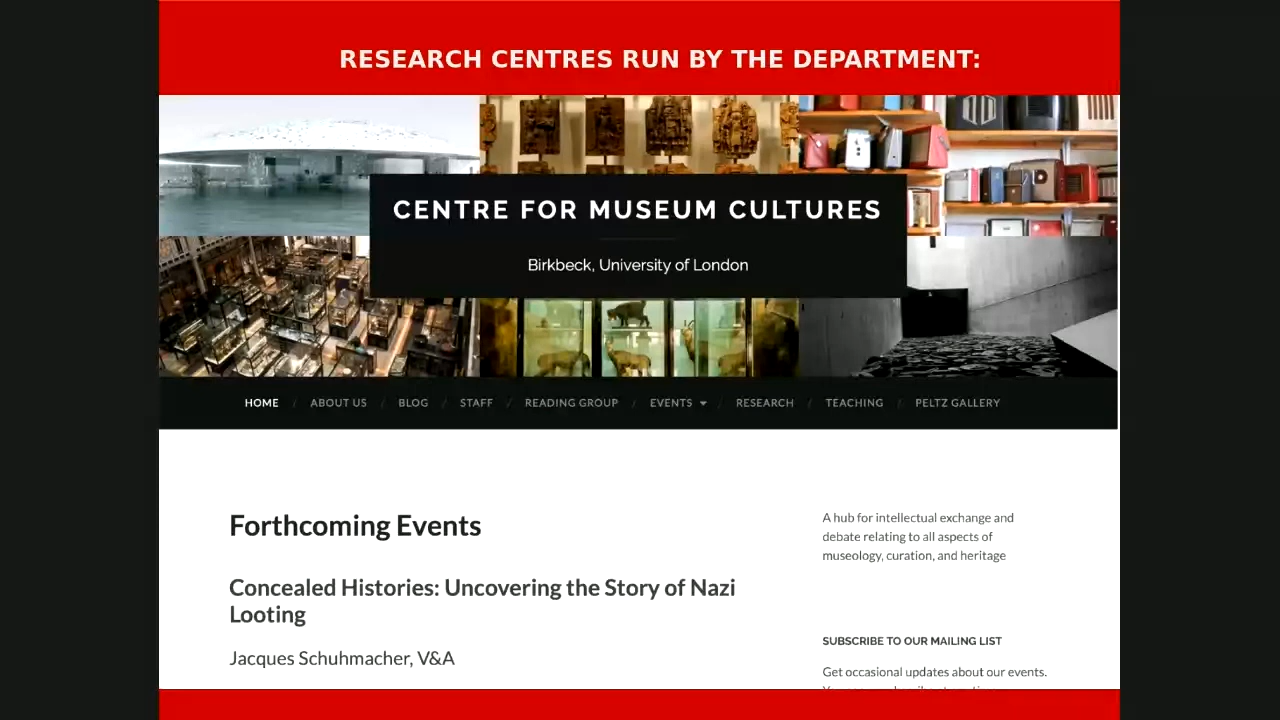 RESEARCH CENTRES RUN BY THE DEPARTMENT:
CENTRE FOR MUSEUM CULTURES
Birkbeck, University of London
HOME / ABOUT US / BLOG / STAFF / READING GROUP / EVENTS / RESEARCH / TEACHING / PELTZ GALLERY
Forthcoming Events
Concealed Histories: Uncovering the Story of Nazi
Looting
Jacques Schuhmacher, V&A
A hub for intellectual exchange and
debate relating to all aspects of
museology, curation, and heritage
SUBSCRIBE TO OUR MAILING LIST
Get occasional updates about our events.